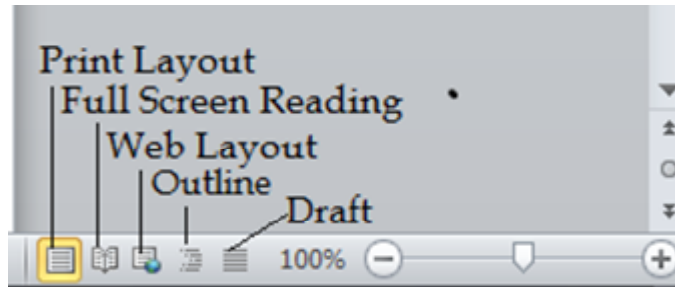 Print Layout
Full Screen Reading
Web Layout
Outline
Draft
100%